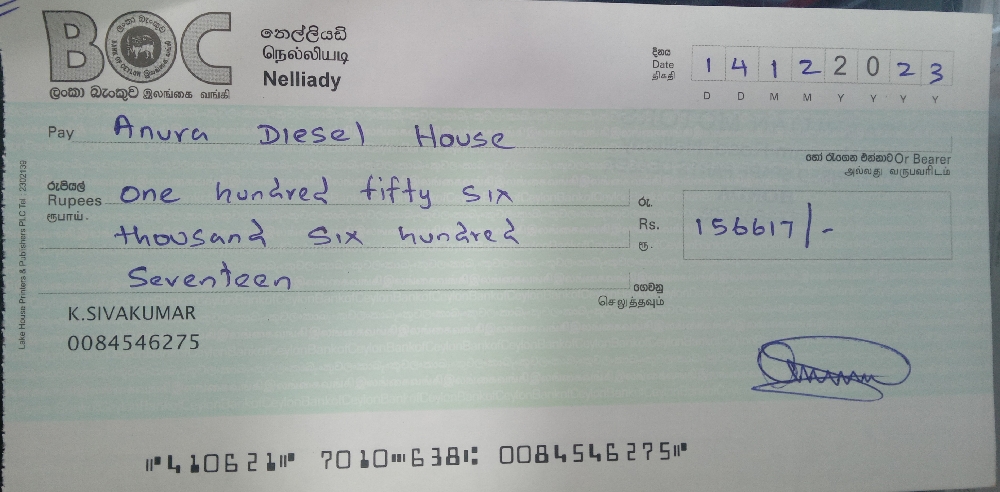 BOC
ලංකා බැංකුව இலங்கை வங்கி
නෙල්ලියඩි
நெல்லியடி
Nelliady
දිනය
Date
திகதி
1 4 1 2 2 0 2 3
D D M M Y Y Y Y
Pay Anura Diesel House
හෝ රැගෙන එන්නාට Or Bearer
அல்லது வருபவரிடம்
රුපියල්
Rupees
ரூபாய்.
One hundred fifty six
thousand six hundred
Seventeen
රු.
Rs.
ரூ.
156617/-
ගෙවනු
செலுத்தவும்
K.SIVAKUMAR
0084546275
Lake House Printers & Publishers PLC Tel. 2302139
⑈410621⑈ 7010⑉638⑆ 0084546275⑈